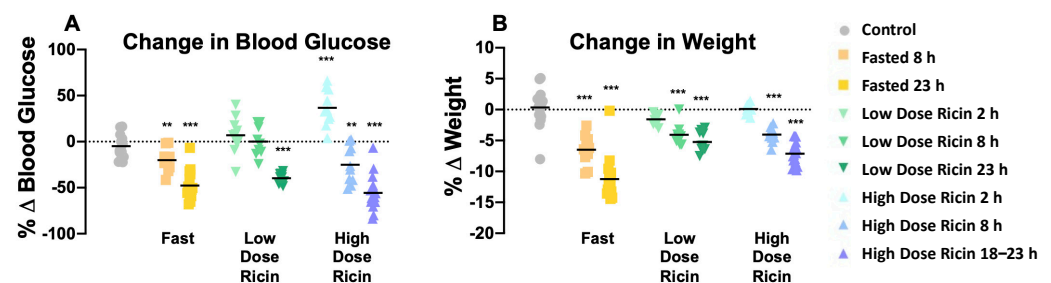 A
Change in Blood Glucose
% Δ Blood Glucose
100
50
0
-50
-100
** *** *** *** ** ***
Fast
Low
Dose
Ricin
High
Dose
Ricin
B
Change in Weight
% Δ Weight
10
5
0
-5
-10
-15
-20
*** *** *** *** *** ***
Fast
Low
Dose
Ricin
High
Dose
Ricin
Control
Fasted 8 h
Fasted 23 h
Low Dose Ricin 2 h
Low Dose Ricin 8 h
Low Dose Ricin 23 h
High Dose Ricin 2 h
High Dose Ricin 8 h
High Dose Ricin 18–23 h